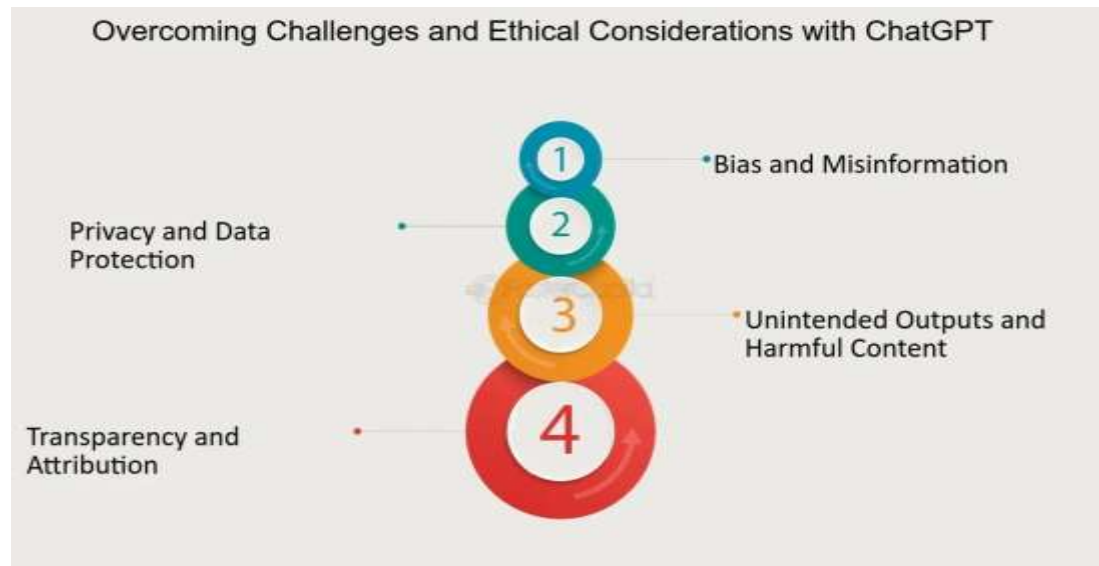 Overcoming Challenges and Ethical Considerations with ChatGPT
1
Bias and Misinformation
2
Privacy and Data
Protection
3
Unintended Outputs and
Harmful Content
4
Transparency and
Attribution